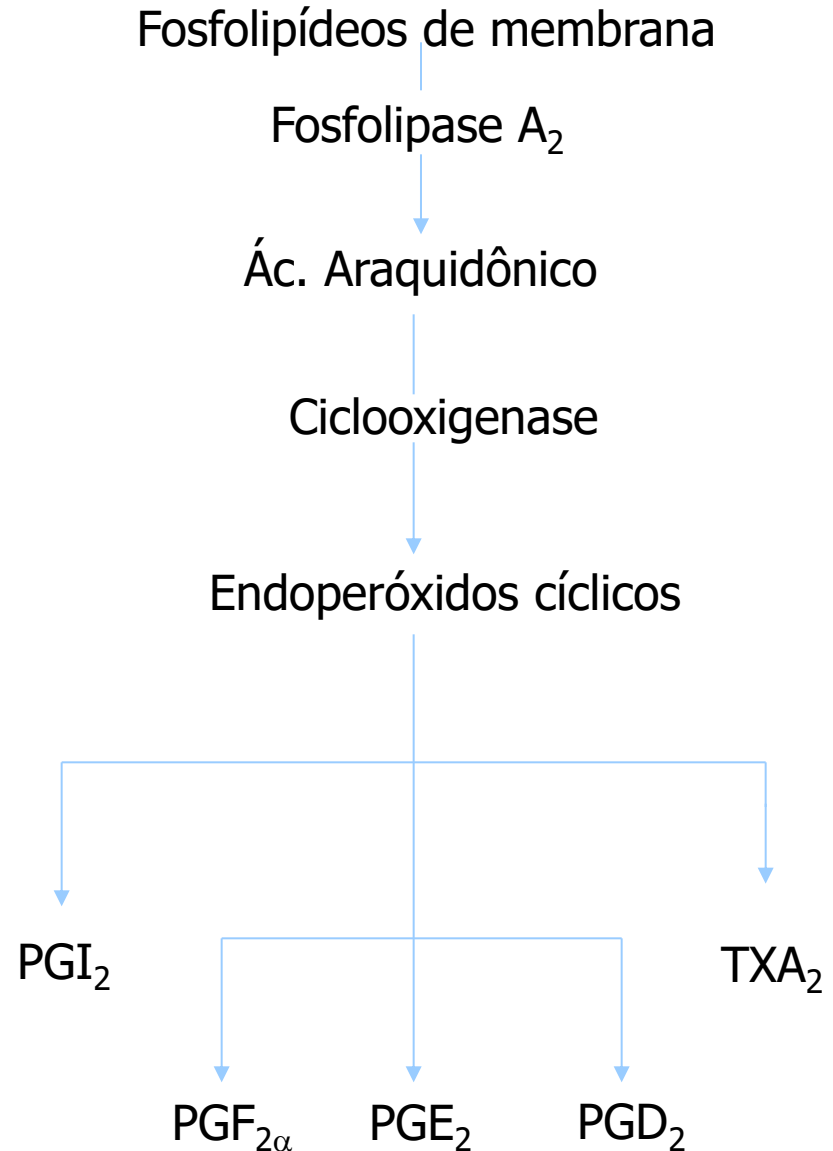 Fosfolipídeos de membrana
Fosfolipase A₂
Ác. Araquidônico
Ciclooxigenase
Endoperóxidos cíclicos
PGI₂
TXA₂
PGF₂α
PGE₂
PGD₂